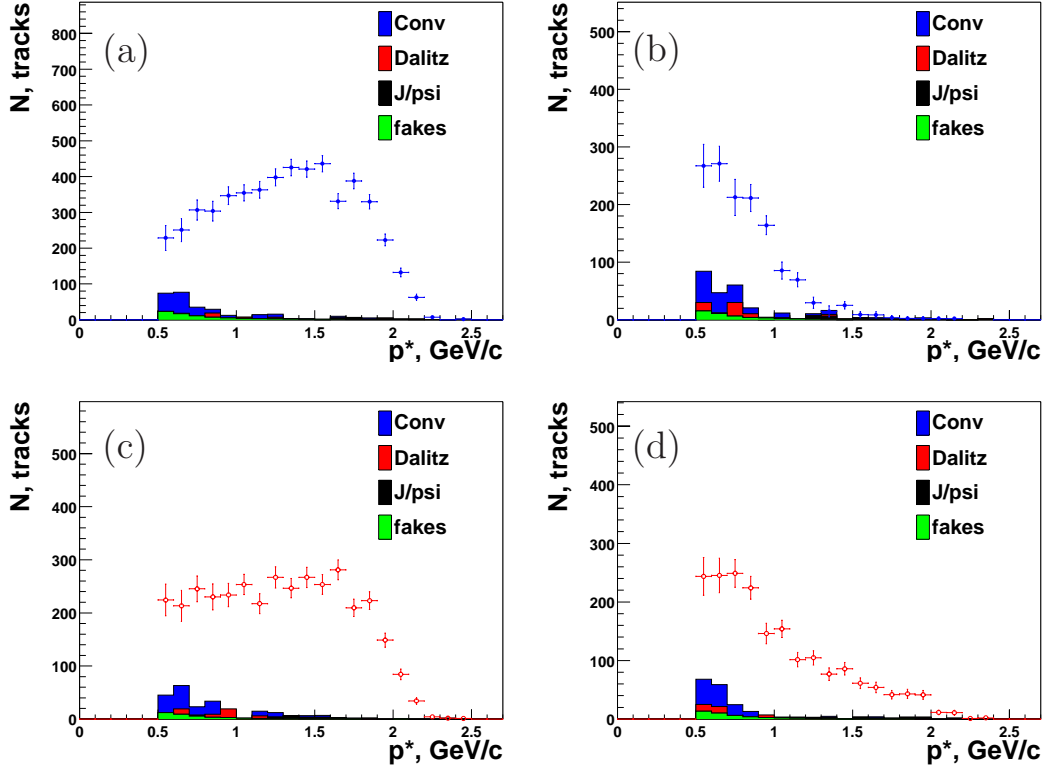 (a)
N, tracks
800
700
600
500
400
300
200
100
0
Conv
Dalitz
J/psi
fakes
0 0.5 1 1.5 2 2.5
p*, GeV/c
(b)
N, tracks
500
400
300
200
100
0
Conv
Dalitz
J/psi
fakes
0 0.5 1 1.5 2 2.5
p*, GeV/c
(c)
N, tracks
500
400
300
200
100
0
Conv
Dalitz
J/psi
fakes
0 0.5 1 1.5 2 2.5
p*, GeV/c
(d)
N, tracks
500
400
300
200
100
0
Conv
Dalitz
J/psi
fakes
0 0.5 1 1.5 2 2.5
p*, GeV/c